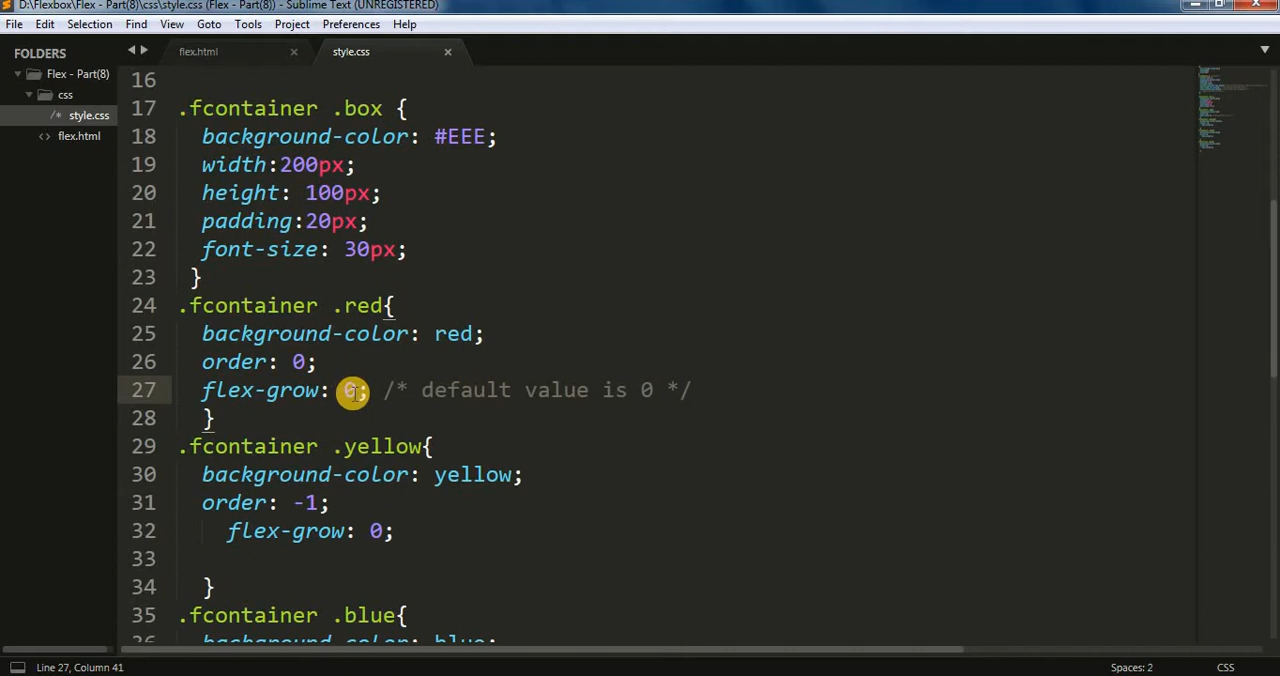 D:\Flexbox\Flex - Part(8)\css\style.css (Flex - Part(8)) - Sublime Text (UNREGISTERED)
File Edit Selection Find View Goto Tools Project Preferences Help
FOLDERS
Flex - Part(8)
css
/* style.css
<> flex.html
flex.html × style.css ×
16
17 .fcontainer .box {
18 background-color: #EEE;
19 width:200px;
20 height: 100px;
21 padding:20px;
22 font-size: 30px;
23 }
24 .fcontainer .red{
25 background-color: red;
26 order: 0;
27 flex-grow: 0; /* default value is 0 */
28 }
29 .fcontainer .yellow{
30 background-color: yellow;
31 order: -1;
32 flex-grow: 0;
33
34 }
35 .fcontainer .blue{
36 background-color: blue;
Line 27, Column 41 Spaces: 2 CSS